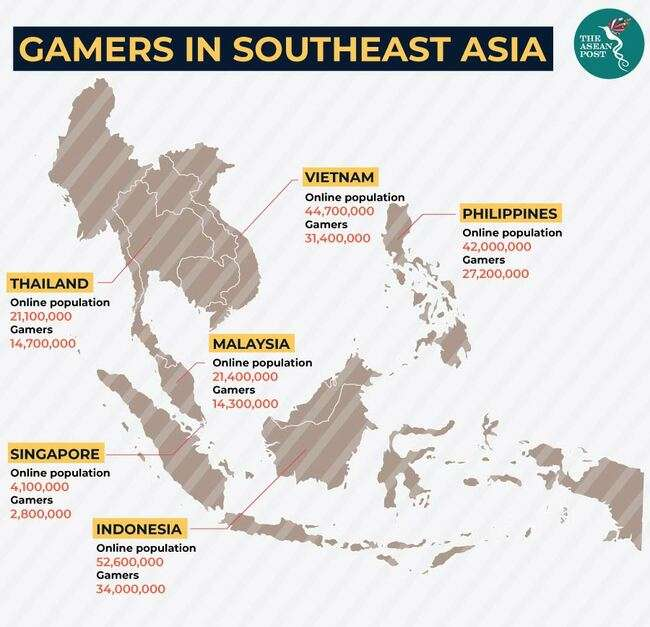 GAMERS IN SOUTHEAST ASIA
THE
ASEAN
POST
VIETNAM
Online population
44,700,000
Gamers
31,400,000
PHILIPPINES
Online population
42,000,000
Gamers
27,200,000
THAILAND
Online population
21,100,000
Gamers
14,700,000
MALAYSIA
Online population
21,400,000
Gamers
14,300,000
SINGAPORE
Online population
4,100,000
Gamers
2,800,000
INDONESIA
Online population
52,600,000
Gamers
34,000,000